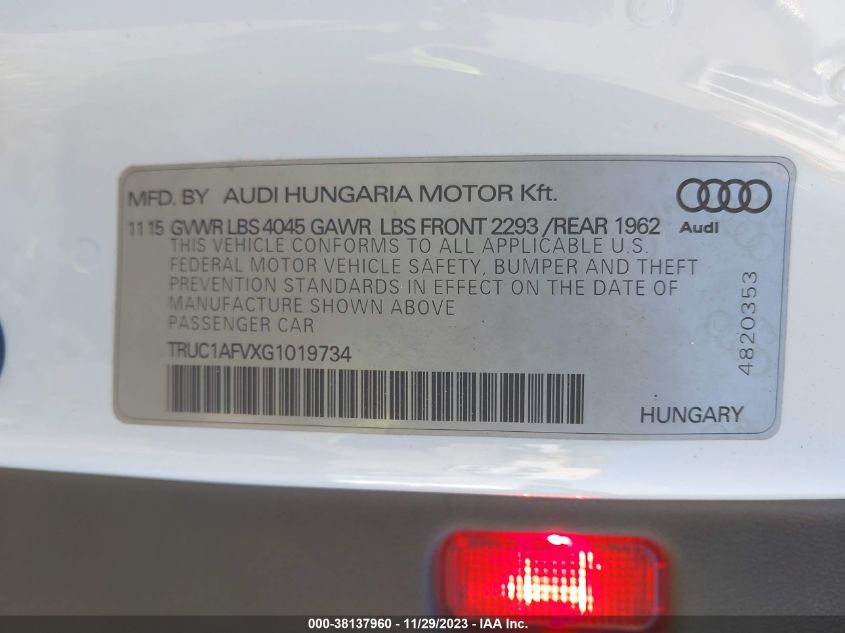 MFD. BY AUDI HUNGARIA MOTOR Kft.
11 15 GVWR LBS 4045 GAWR LBS FRONT 2293 /REAR 1962
Audi
THIS VEHICLE CONFORMS TO ALL APPLICABLE U.S.
FEDERAL MOTOR VEHICLE SAFETY, BUMPER AND THEFT
PREVENTION STANDARDS IN EFFECT ON THE DATE OF
MANUFACTURE SHOWN ABOVE
PASSENGER CAR
TRUC1AFVXG1019734
4820353
HUNGARY
000-38137960 - 11/29/2023 - IAA Inc.